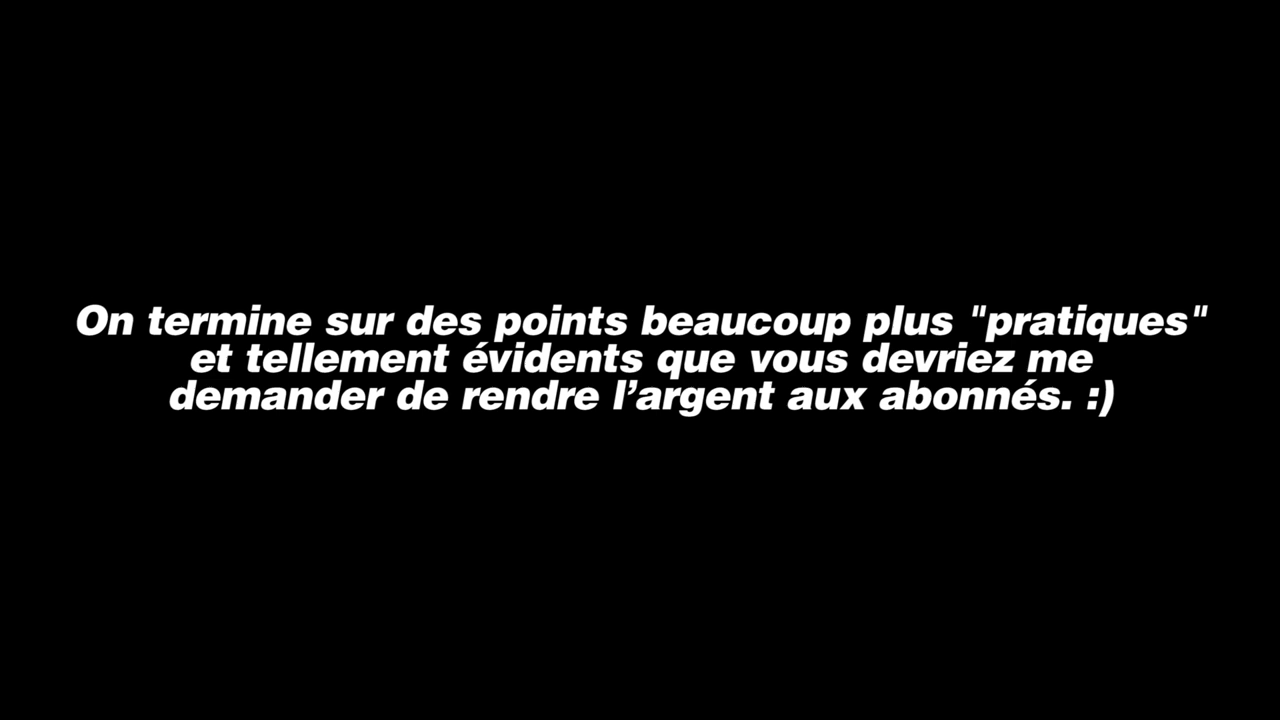 On termine sur des points beaucoup plus "pratiques"
et tellement évidents que vous devriez me
demander de rendre l’argent aux abonnés. :)